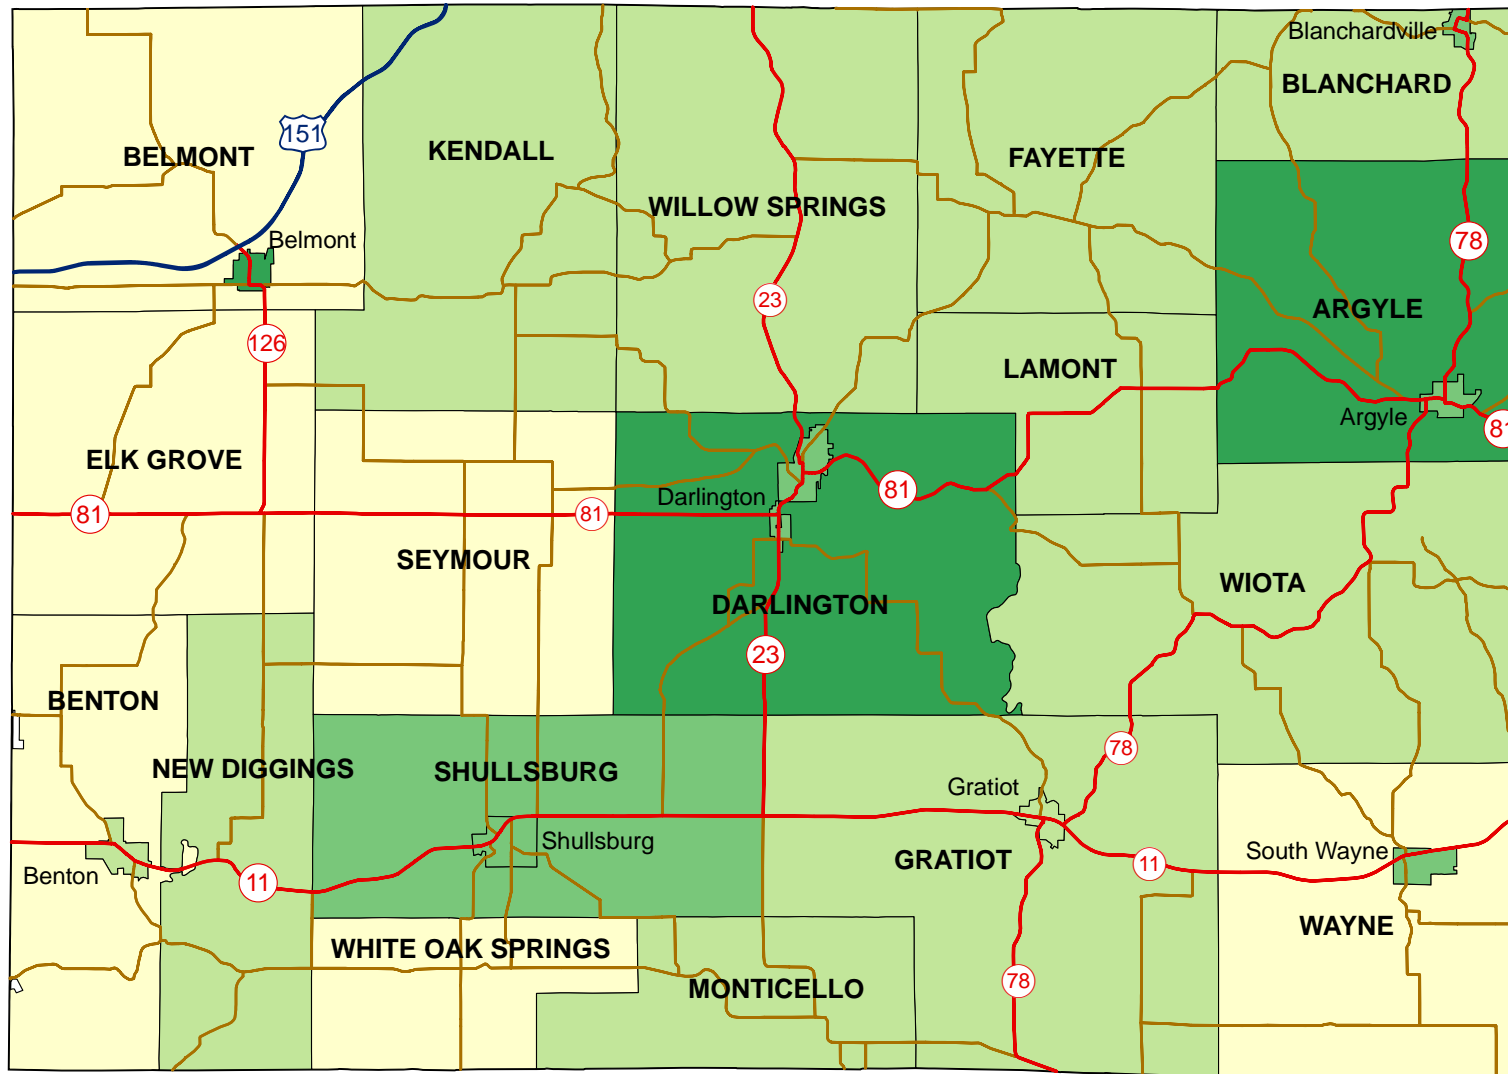 Blanchardville
BLANCHARD
151
BELMONT
KENDALL
FAYETTE
WILLOW SPRINGS
Belmont
78
23
ARGYLE
126
LAMONT
Argyle
81
ELK GROVE
Darlington
81
81
81
SEYMOUR
WIOTA
DARLINGTON
23
BENTON
78
NEW DIGGINGS
SHULLSBURG
Gratiot
Shullsburg
South Wayne
GRATIOT
11
Benton
11
WAYNE
WHITE OAK SPRINGS
78
MONTICELLO